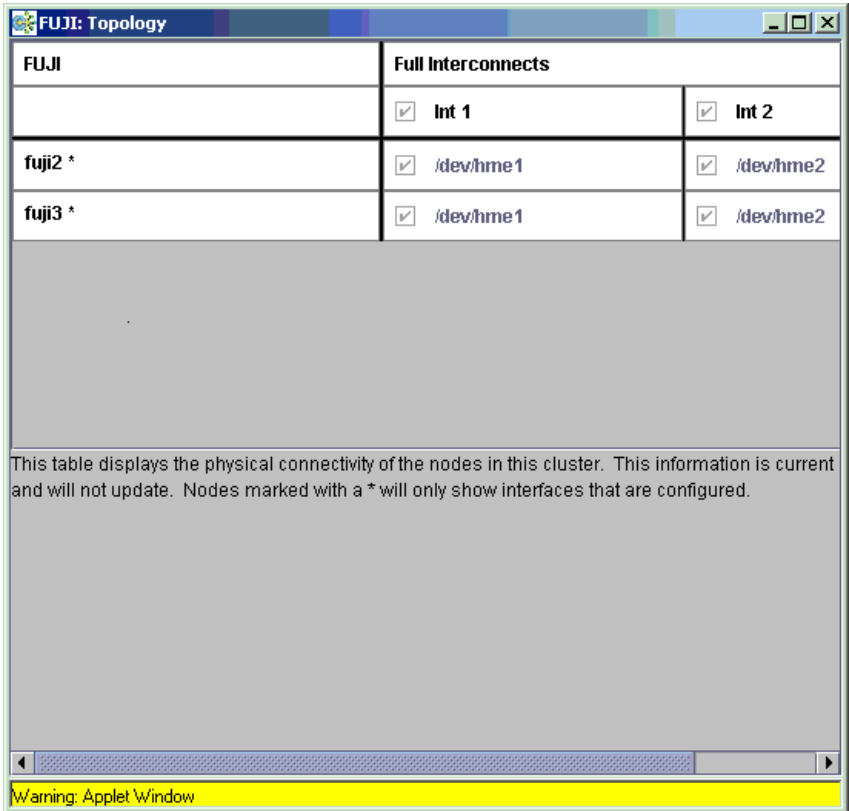 FUJI: Topology
FUJI Full Interconnects
Int 1 Int 2
fuji2 * /dev/hme1 /dev/hme2
fuji3 * /dev/hme1 /dev/hme2
This table displays the physical connectivity of the nodes in this cluster. This information is current
and will not update. Nodes marked with a * will only show interfaces that are configured.
Warning: Applet Window